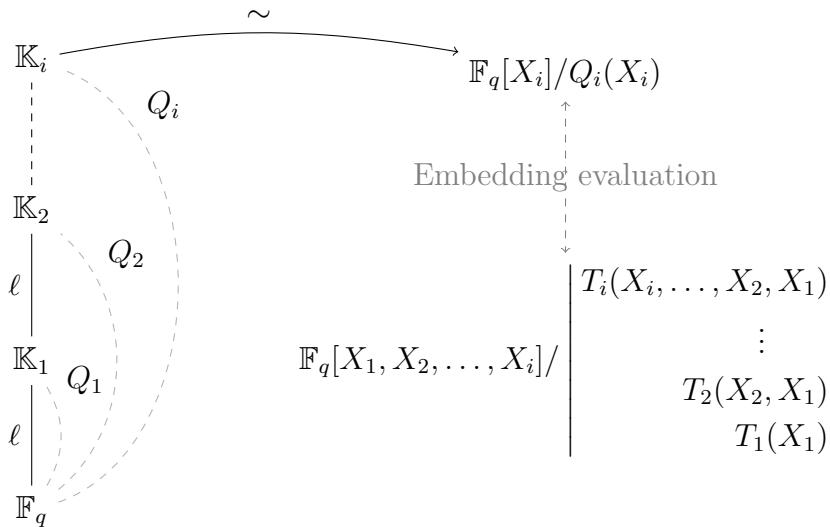 ∼
𝕂_i
𝔽_q[X_i]/Q_i(X_i)
Q_i
Embedding evaluation
𝕂_2
Q_2
ℓ
T_i(X_i, …, X_2, X_1)
𝔽_q[X_1, X_2, …, X_i]/
⋮
𝕂_1
Q_1
T_2(X_2, X_1)
ℓ
T_1(X_1)
𝔽_q